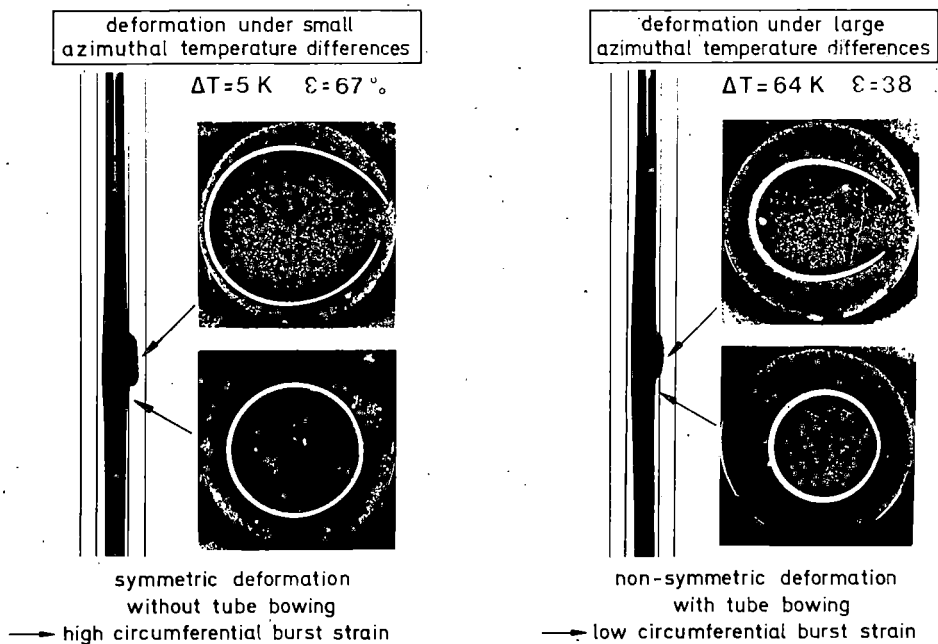 deformation under small
azimuthal temperature differences
ΔT=5 K ε=67 %
symmetric deformation
without tube bowing
→ high circumferential burst strain
deformation under large
azimuthal temperature differences
ΔT=64 K ε=38
non-symmetric deformation
with tube bowing
→ low circumferential burst strain